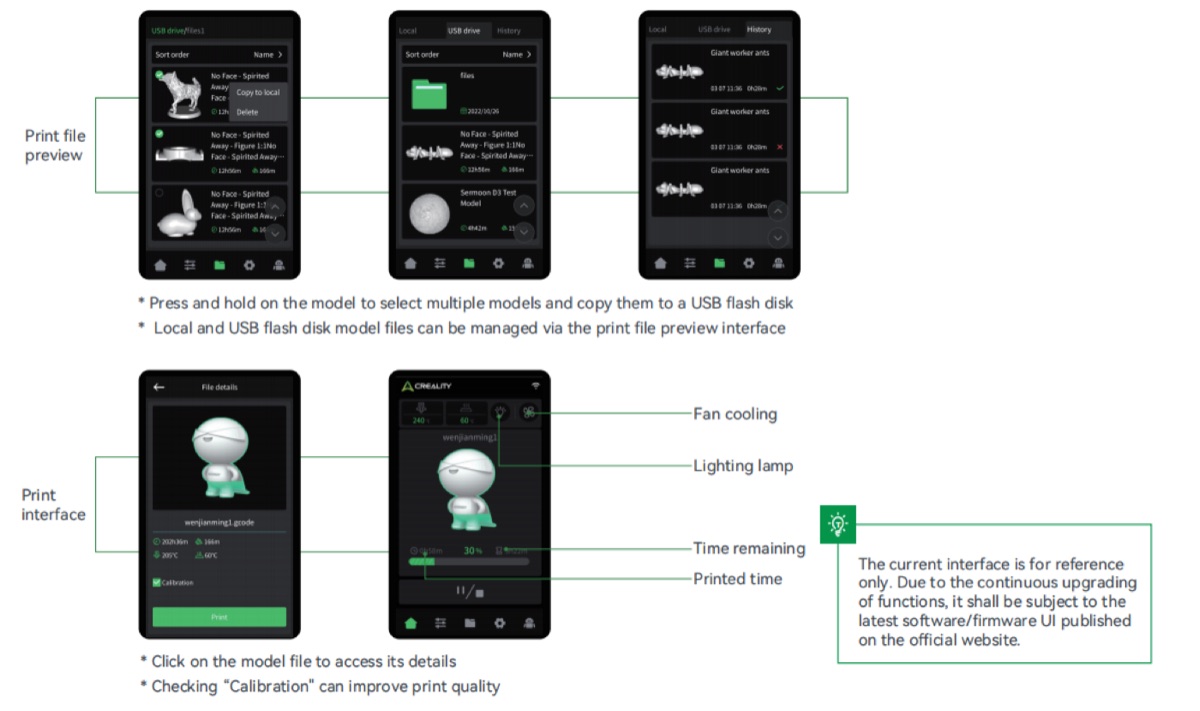 Print file
preview
USB drive/files1
Sort order Name >
No Face - Spirited
Away
Copy to local
Delete
12h
No Face - Spirited
Away - Figure 1:1No
Face - Spirited Away···
12h56m 166m
No Face - Spirited
Away - Figure 1:1
Face - Spirited Away
12h56m 16
Local USB drive History
Sort order Name >
files
2022/10/26
No Face - Spirited
Away - Figure 1:1No
Face - Spirited Away···
12h56m 166m
Sermoon D3 Test
Model
4h42m
Local USB drive History
Giant worker ants
03 07 11:36 0h28m
Giant worker ants
03 07 11:36 0h28m
Giant worker ants
03 07 11:36 0h28m
* Press and hold on the model to select multiple models and copy them to a USB flash disk
* Local and USB flash disk model files can be managed via the print file preview interface
Print
interface
File details
wenjianming1.gcode
202h36m 166m
200℃ 60℃
Calibration
Print
CREALITY
240 60
wenjianming1
30%
Fan cooling
Lighting lamp
Time remaining
Printed time
* Click on the model file to access its details
* Checking "Calibration" can improve print quality
The current interface is for reference
only. Due to the continuous upgrading
of functions, it shall be subject to the
latest software/firmware UI published
on the official website.